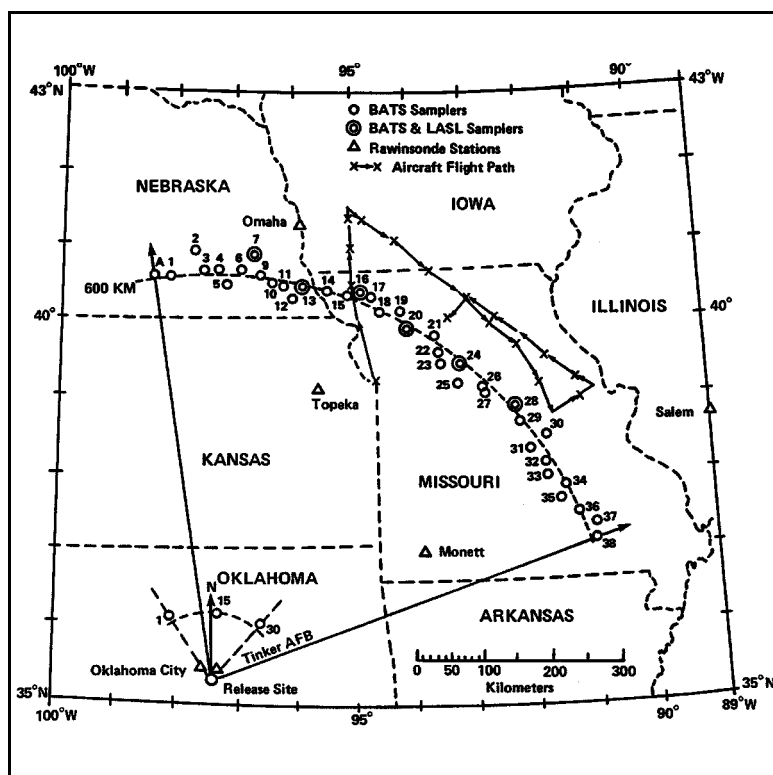 100°W
95°
90°
43°N
43°W
BATS Samplers
BATS & LASL Samplers
Rawinsonde Stations
Aircraft Flight Path
NEBRASKA
IOWA
Omaha
2
7
A 1
3 4 6 9
5
11
10
12
13
14
15
16
17
18
19
20
21
22
23
24
25
26
27
28
29
30
31
32
33
34
35
36
37
38
600 KM
40°N
40°
ILLINOIS
Topeka
Salem
KANSAS
MISSOURI
Monett
OKLAHOMA
N
1
15
30
Tinker AFB
Oklahoma City
Release Site
ARKANSAS
0 50 100 200 300
Kilometers
35°N
35°N
100°W
95°
90°
89°W